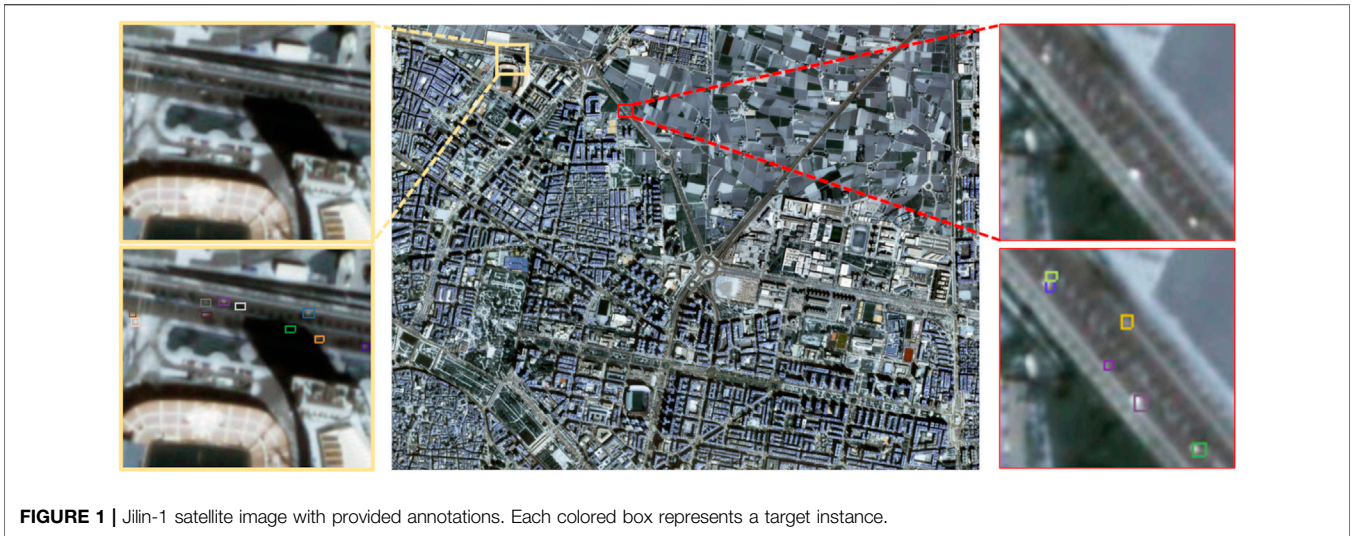 FIGURE 1 | Jilin-1 satellite image with provided annotations. Each colored box represents a target instance.